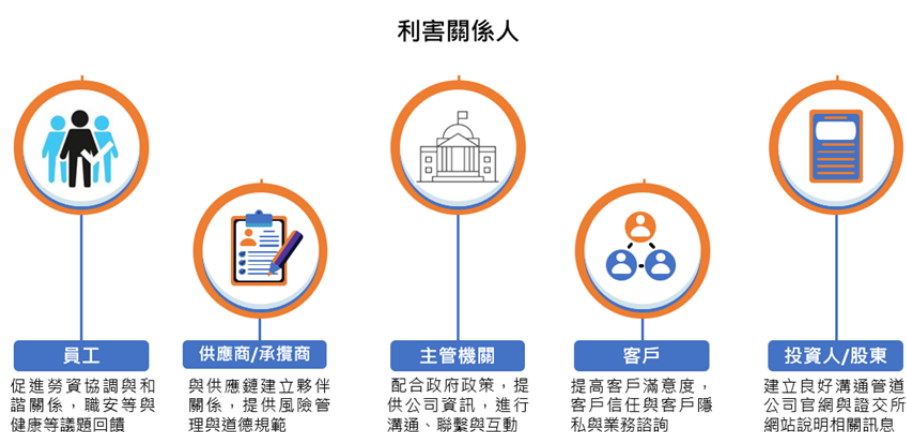 利害關係人
員工
促進勞資協調與和
諧關係，職安等與
健康等議題回饋
供應商/承攬商
與供應鏈建立夥伴
關係，提供風險管
理與道德規範
主管機關
配合政府政策，提
供公司資訊，進行
溝通、聯繫與互動
客戶
提高客戶滿意度，
客戶信任與客戶隱
私與業務諮詢
投資人/股東
建立良好溝通管道
公司官網與證交所
網站說明相關訊息